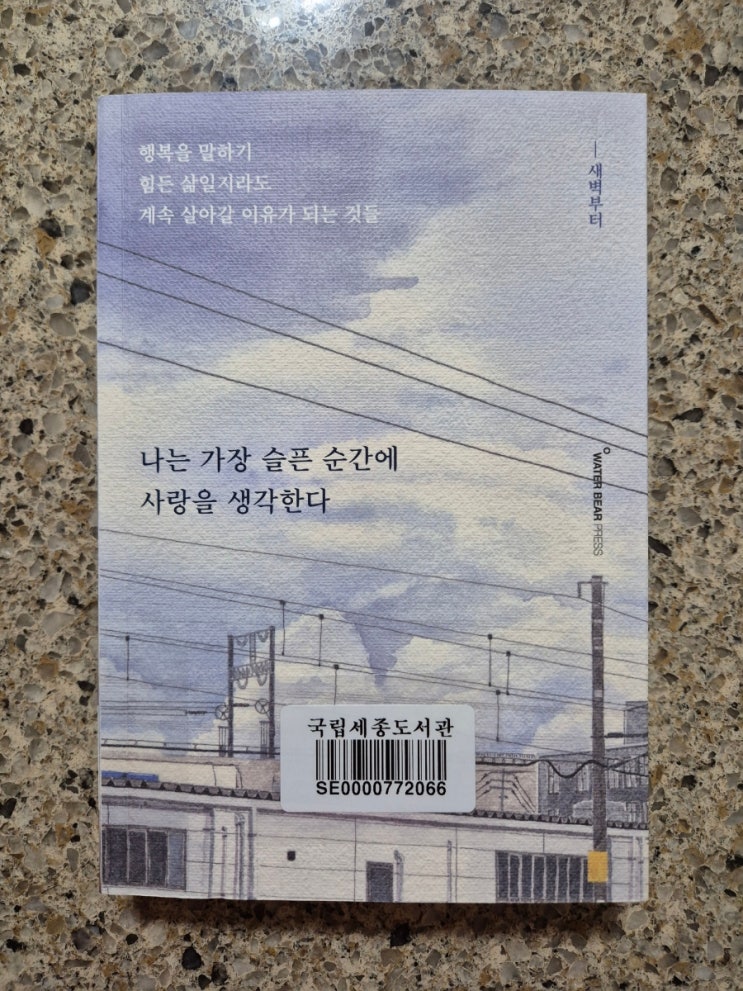 행복을 말하기
힘든 삶일지라도
계속 살아갈 이유가 되는 것들
새벽부터
나는 가장 슬픈 순간에
사랑을 생각한다
WATER BEAR PRESS
국립세종도서관
SE0000772066